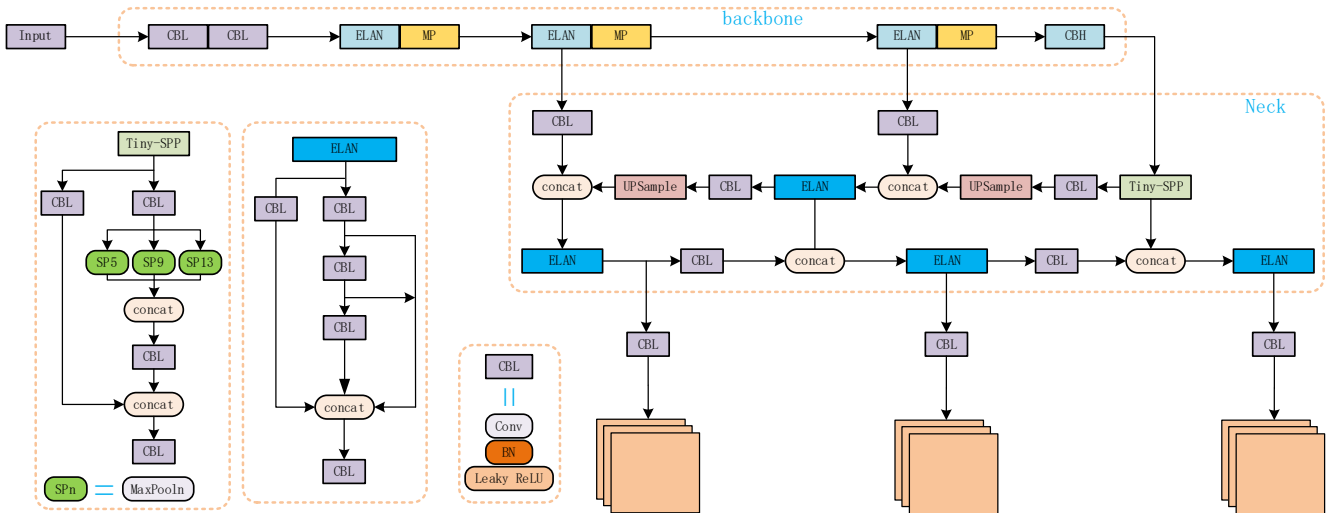 backbone
Input
CBL CBL
ELAN MP
ELAN MP
ELAN MP
CBH
Neck
CBL
CBL
concat
UPSample
CBL
ELAN
concat
UPSample
CBL
Tiny-SPP
ELAN
CBL
concat
ELAN
CBL
concat
ELAN
CBL
CBL
CBL
Tiny-SPP
CBL
CBL
SP5
SP9
SP13
concat
CBL
concat
CBL
SPn
MaxPooln
ELAN
CBL
CBL
CBL
CBL
concat
CBL
CBL
Conv
BN
Leaky ReLU